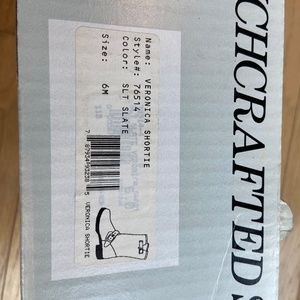 CHCRAFTED S
Name: VERONICA SHORTIE
Style#: 76514
Color: SLT SLATE
Size: 6M
VERONICA SHORTIE